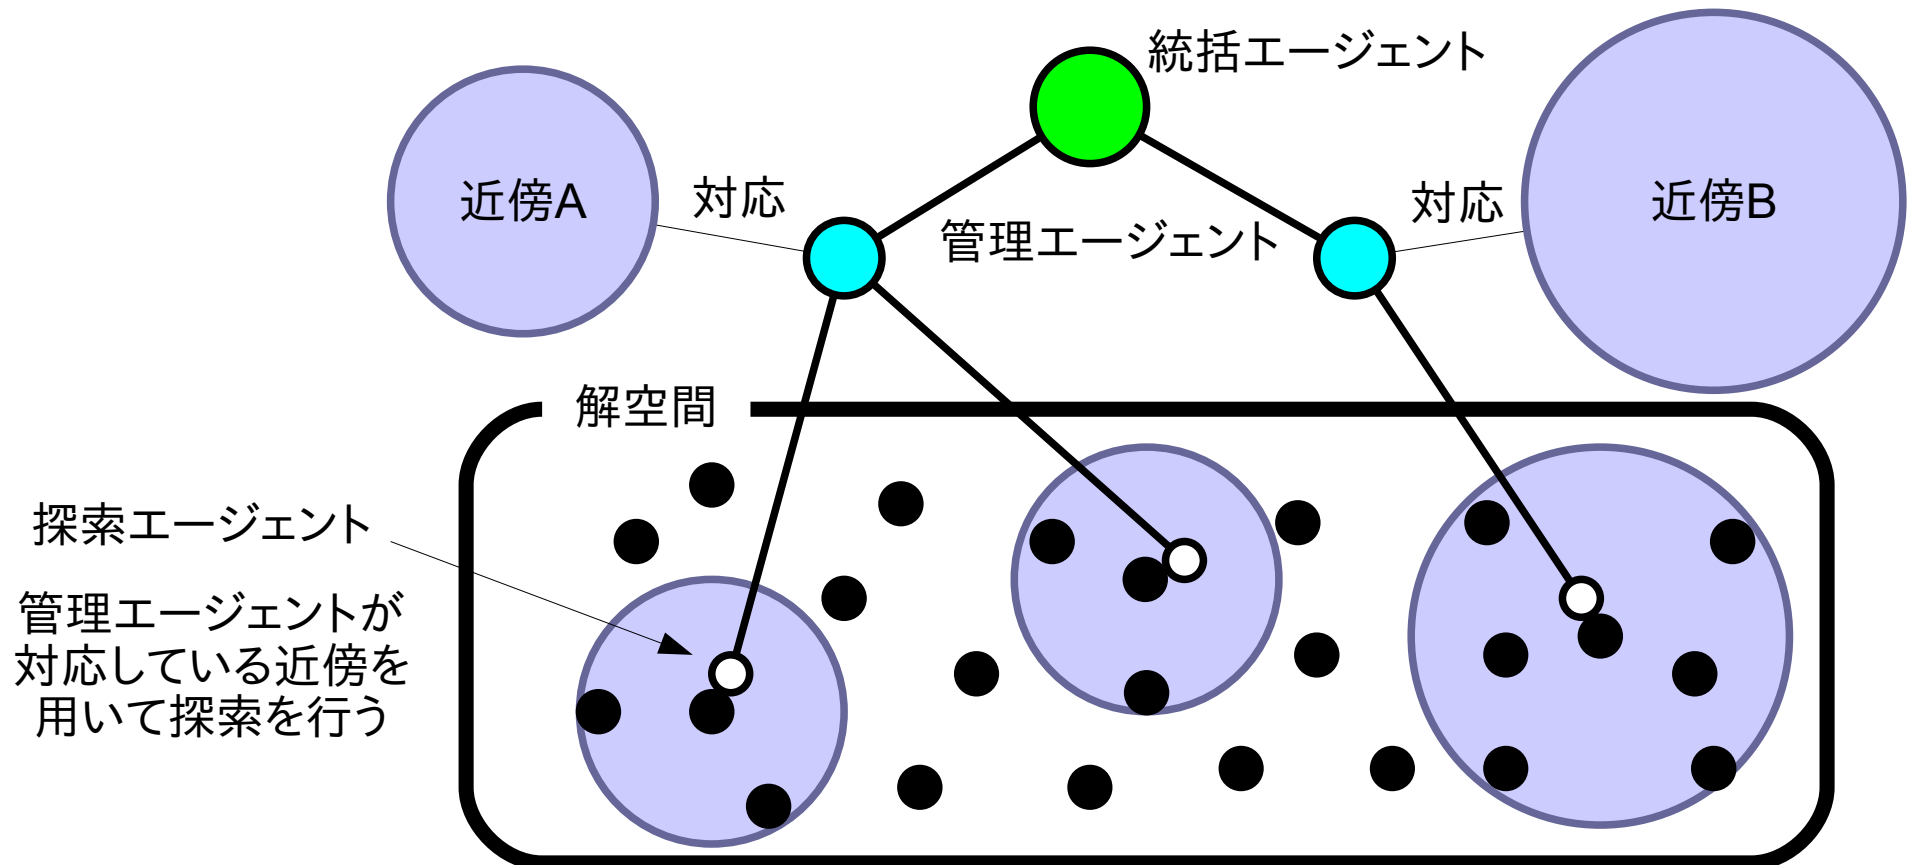 統括エージェント
近傍A
対応
対応
近傍B
管理エージェント
解空間
探索エージェント
管理エージェントが
対応している近傍を
用いて探索を行う